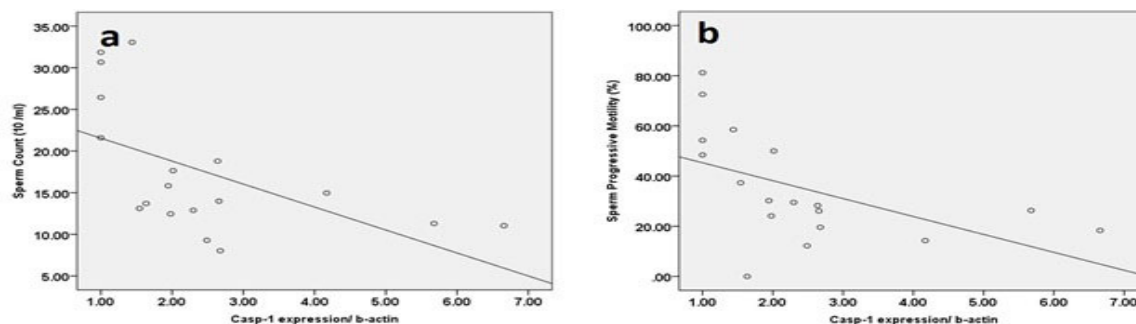 a
Sperm Count (10 /ml)
35.00
30.00
25.00
20.00
15.00
10.00
5.00
1.00 2.00 3.00 4.00 5.00 6.00 7.00
Casp-1 expression/ b-actin
b
Sperm Progressive Motility (%)
100.00
80.00
60.00
40.00
20.00
.00
1.00 2.00 3.00 4.00 5.00 6.00 7.00
Casp-1 expression/ b-actin